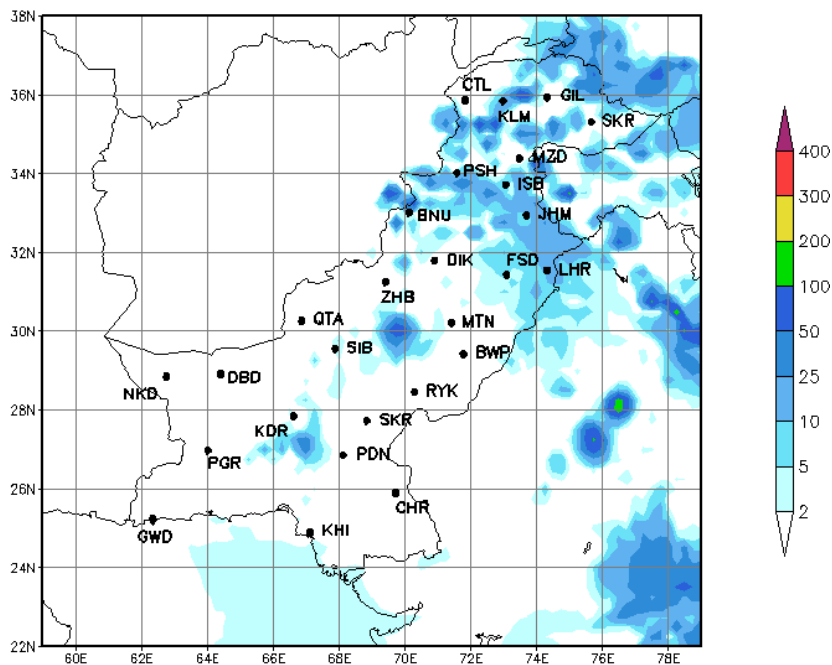 38N
36N
34N
32N
30N
28N
26N
24N
22N
60E
62E
64E
66E
68E
70E
72E
74E
76E
78E
CTL
KLM
GIL
SKR
MZD
PSH
ISB
BNU
JHM
DIK
FSD
LHR
ZHB
QTA
MTN
SIB
BWP
NKD
DBD
RYK
KDR
SKR
PGR
PDN
CHR
GWD
KHI
400
300
200
100
50
25
10
5
2